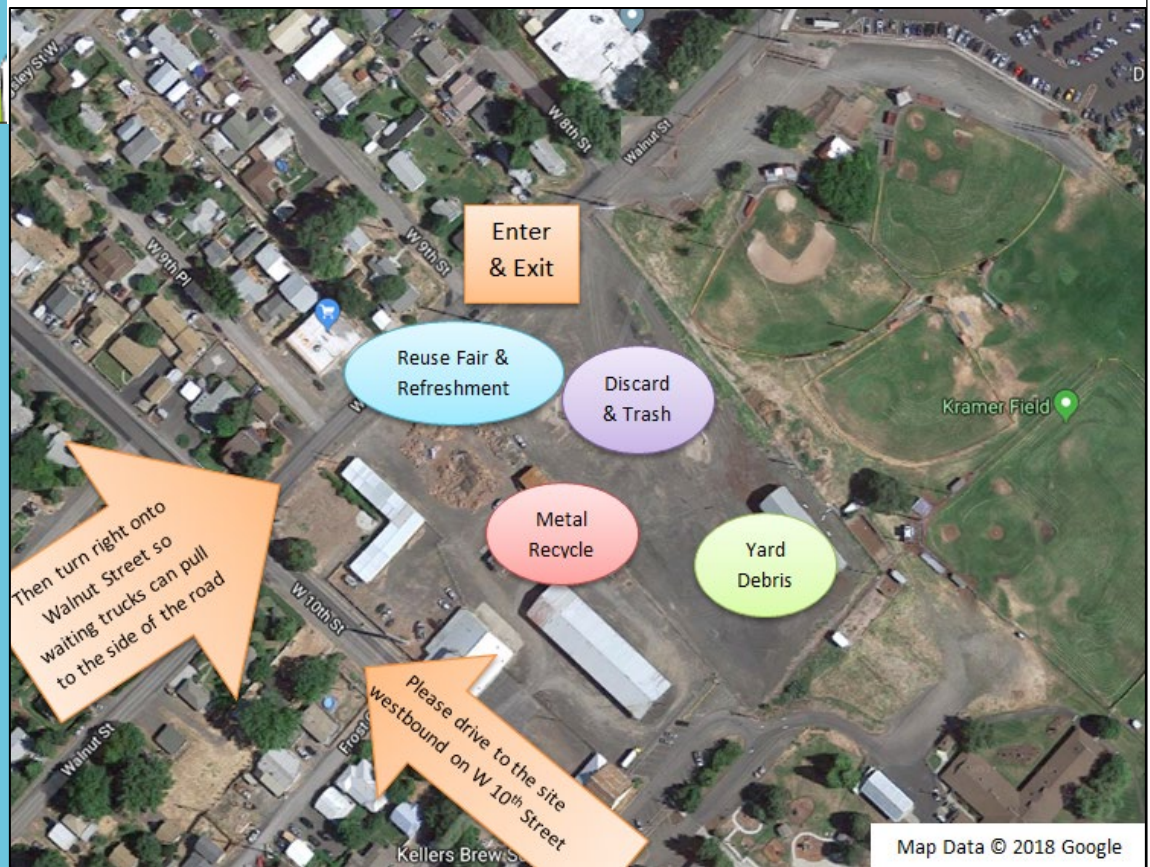 W 8th St
Walnut St
W 9th St
W 9th Pl
Enter
& Exit
Reuse Fair &
Refreshment
Discard
& Trash
Kramer Field
Metal
Recycle
Yard
Debris
Then turn right onto
Walnut Street so
waiting trucks can pull
to the side of the road
W 10th St
Please drive to the site
westbound on W 10th Street
Walnut St
Kellers Brew
Map Data © 2018 Google